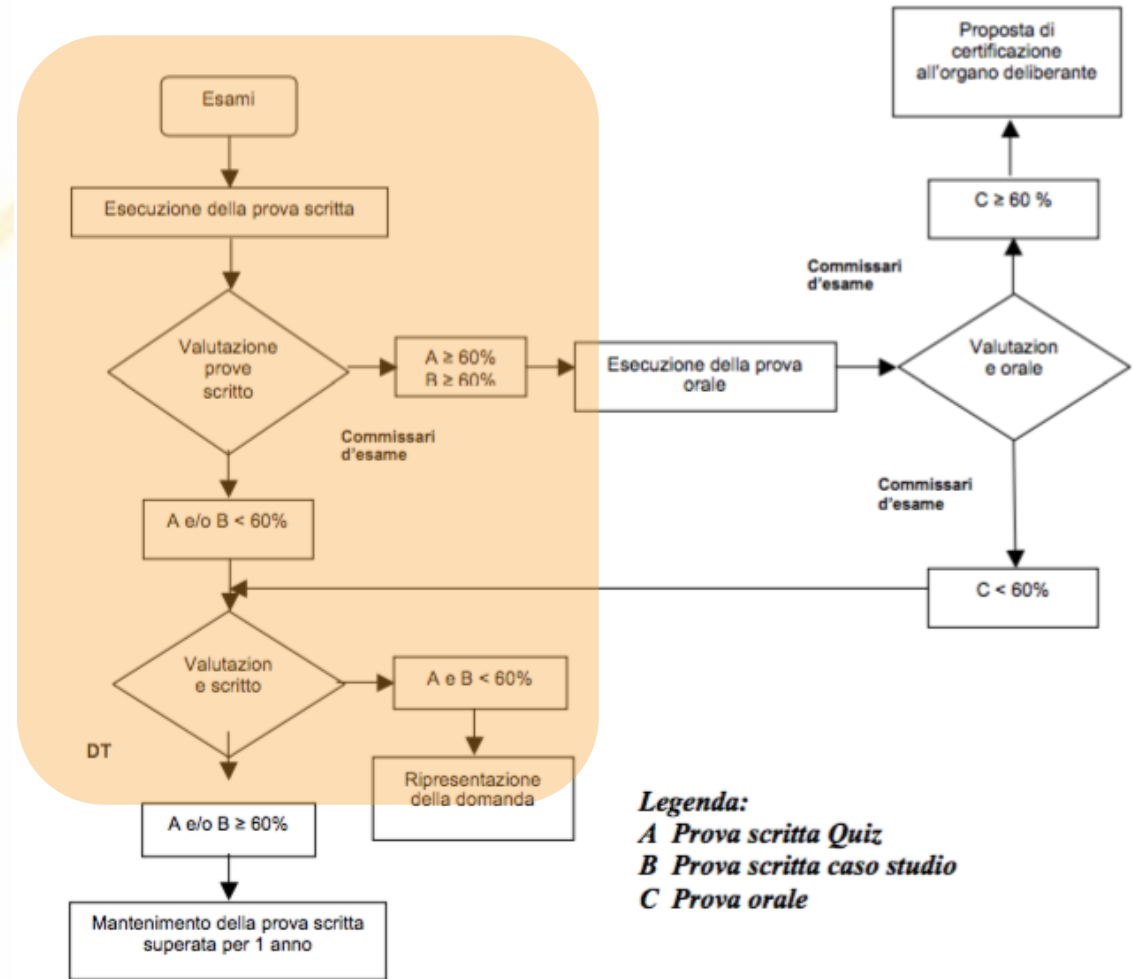 Esami
Esecuzione della prova scritta
Valutazione
prove
scritto
A ≥ 60%
B ≥ 60%
Commissari
d'esame
Esecuzione della prova
orale
Valutazion
e orale
Commissari
d'esame
C ≥ 60 %
Proposta di
certificazione
all'organo deliberante
Commissari
d'esame
C < 60%
A e/o B < 60%
Valutazion
e scritto
DT
A e B < 60%
Ripresentazione
della domanda
A e/o B ≥ 60%
Mantenimento della prova scritta
superata per 1 anno
Legenda:
A Prova scritta Quiz
B Prova scritta caso studio
C Prova orale